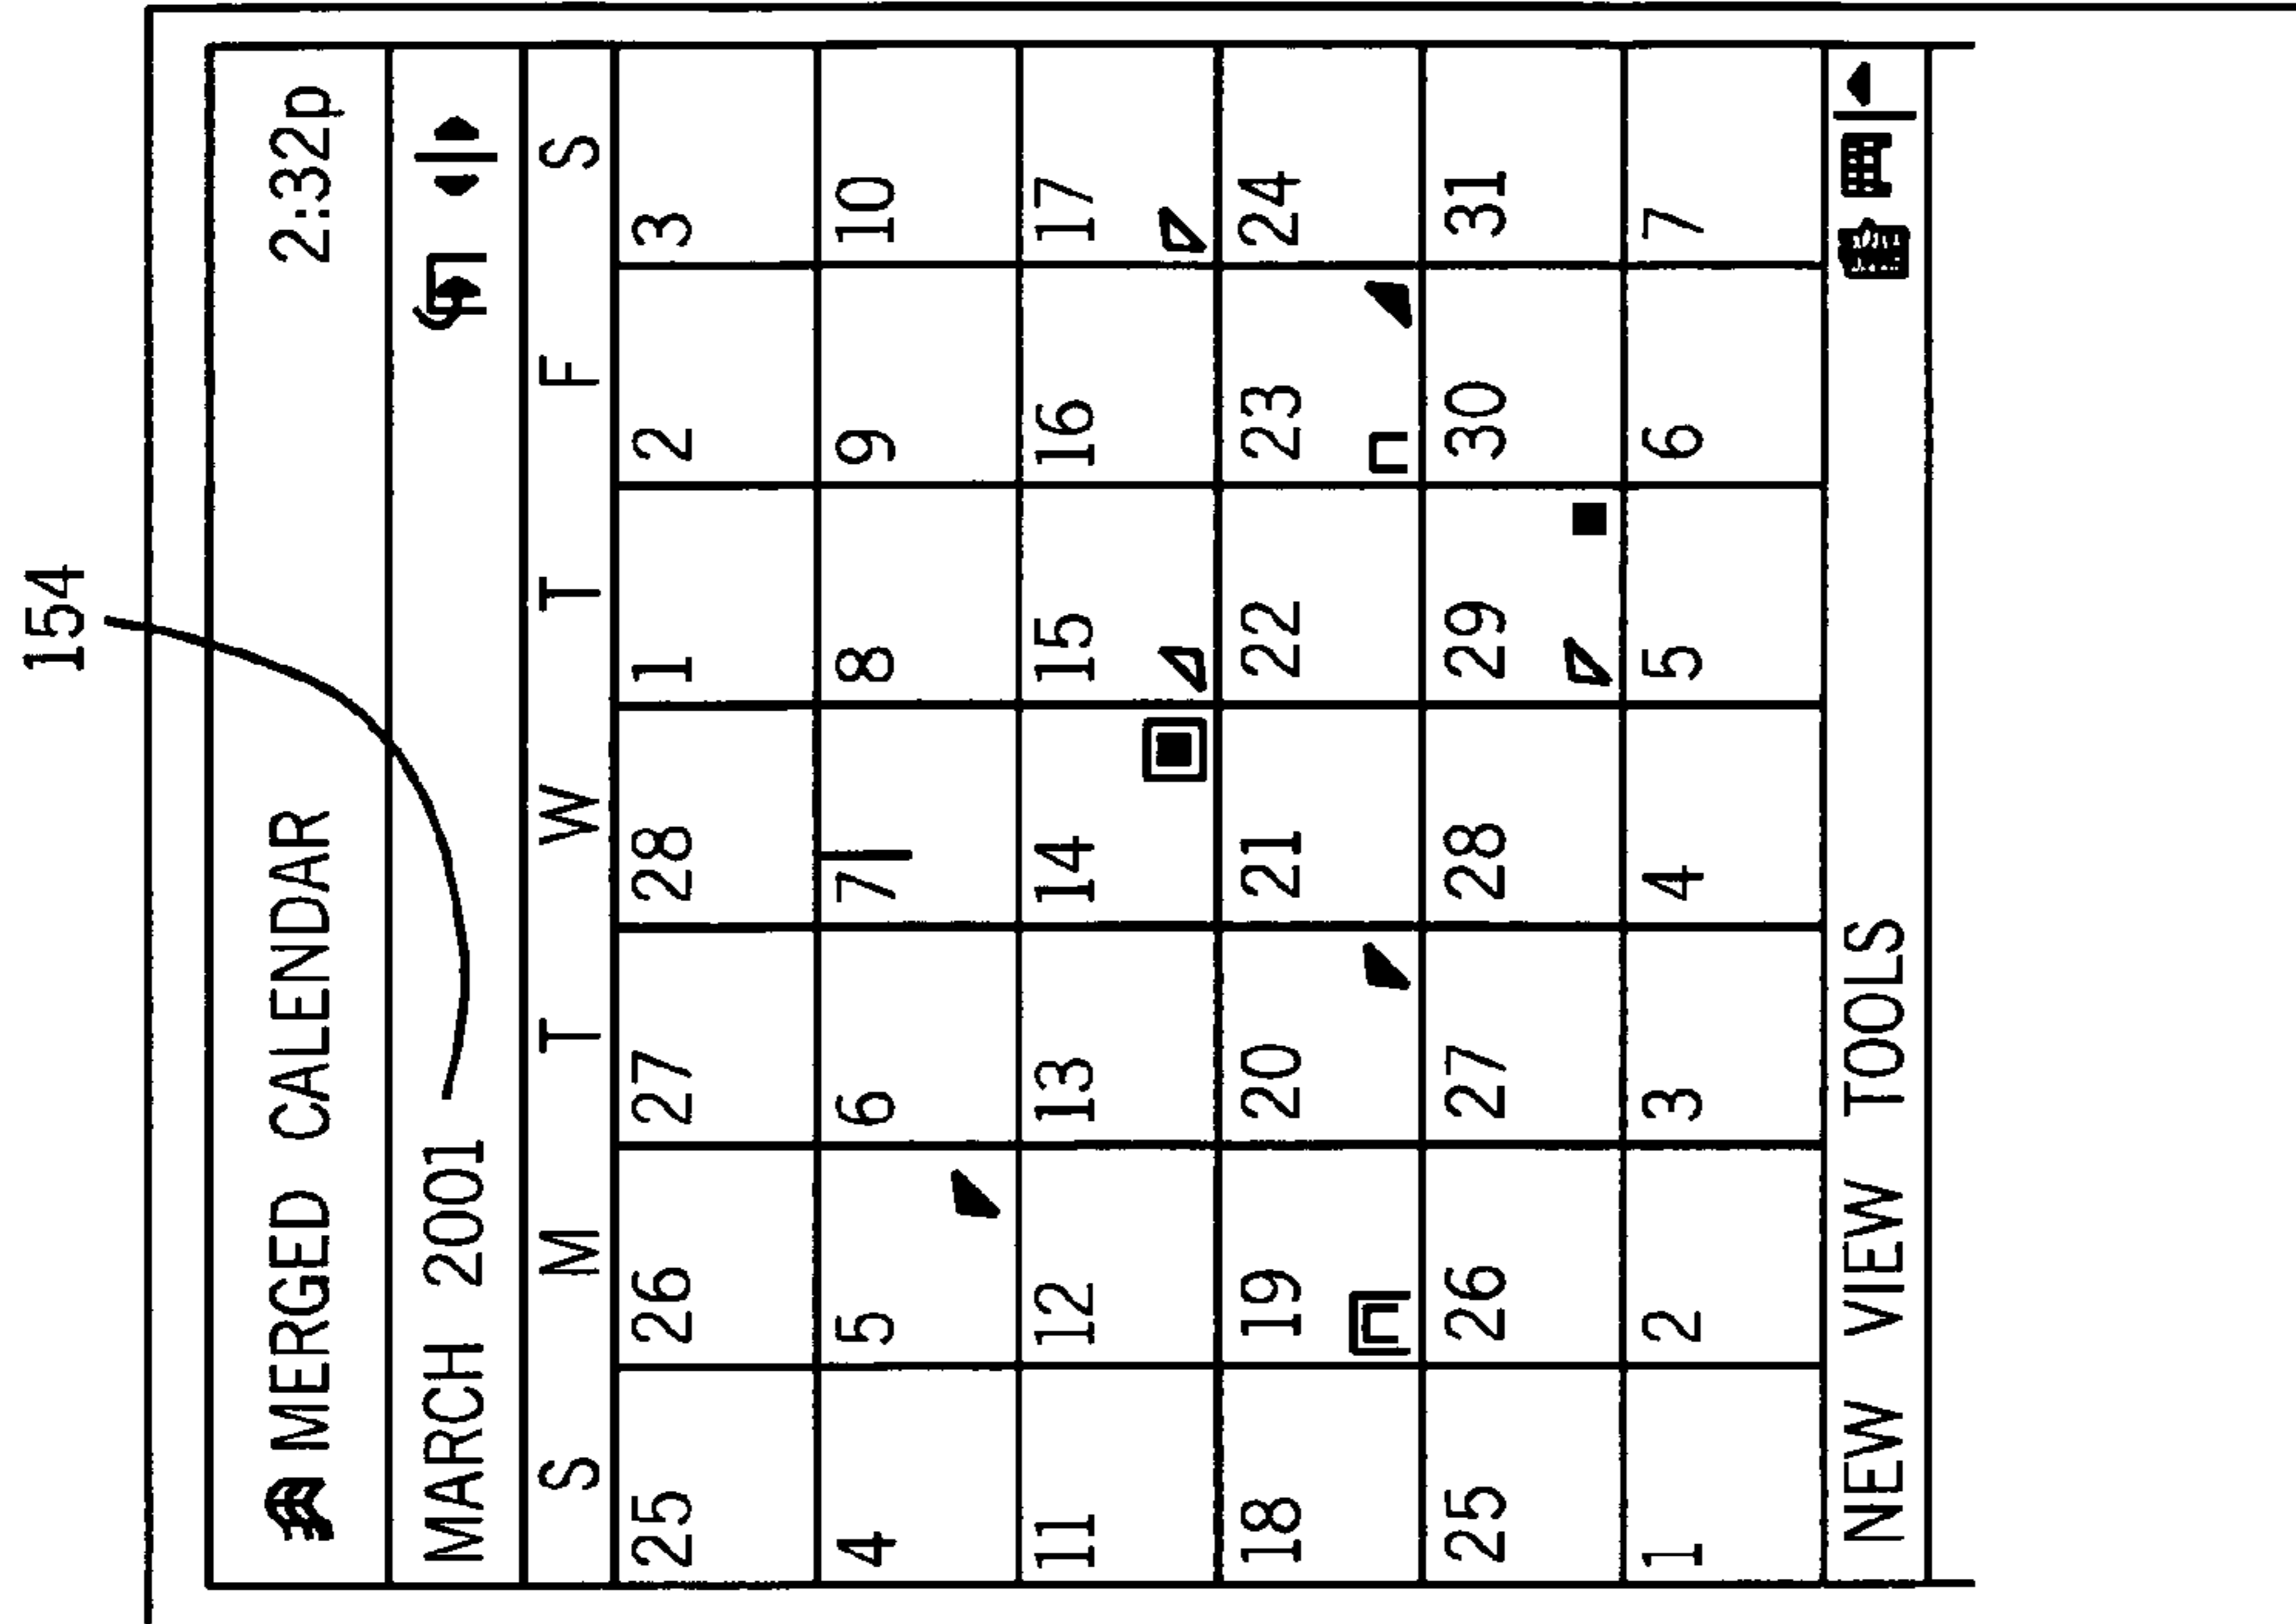 154
MERGED CALENDAR 2:32p
MARCH 2001
S M T W T F S
25 26 27 28 1 2 3
4 5 6 7 8 9 10
11 12 13 14 15 16 17
18 19 20 21 22 23 24
25 26 27 28 29 30 31
1 2 3 4 5 6 7
NEW VIEW TOOLS